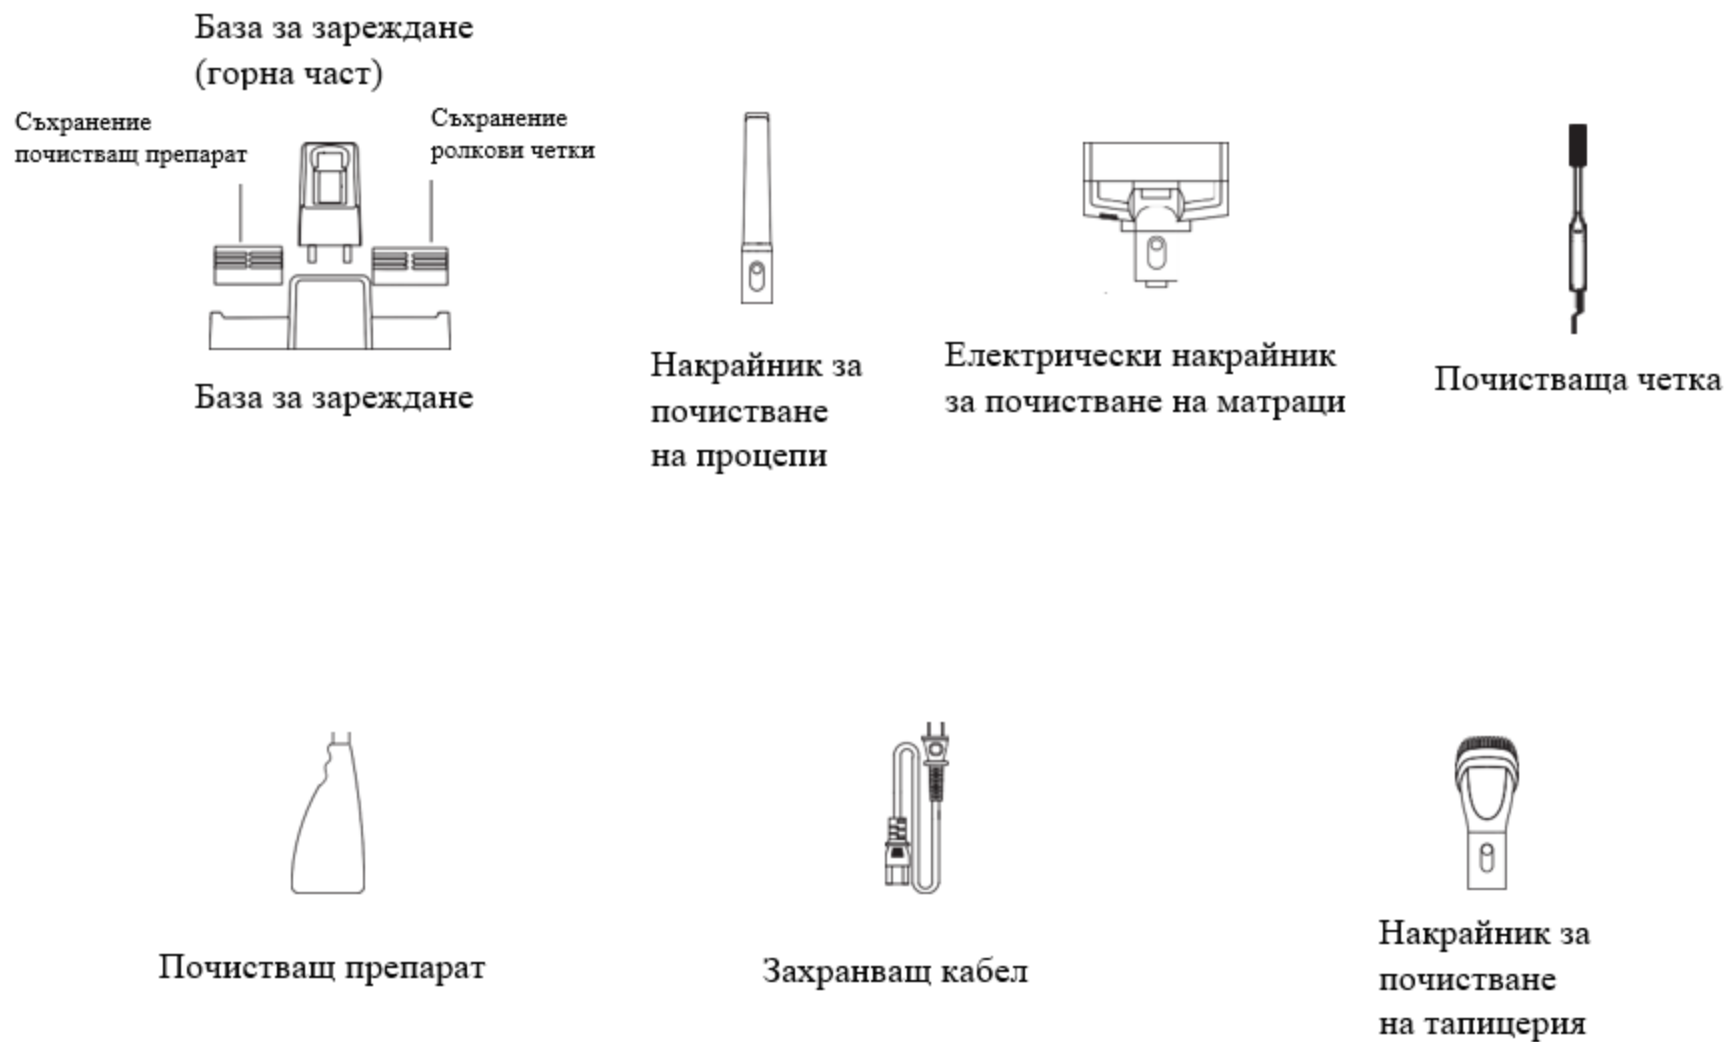 База за зареждане
(горна част)
Съхранение
почистващ препарат
Съхранение
ролкови четки
База за зареждане
Накрайник за
почистване
на процепи
Електрически накрайник
за почистване на матраци
Почистваща четка
Почистващ препарат
Захранващ кабел
Накрайник за
почистване
на тапицерия